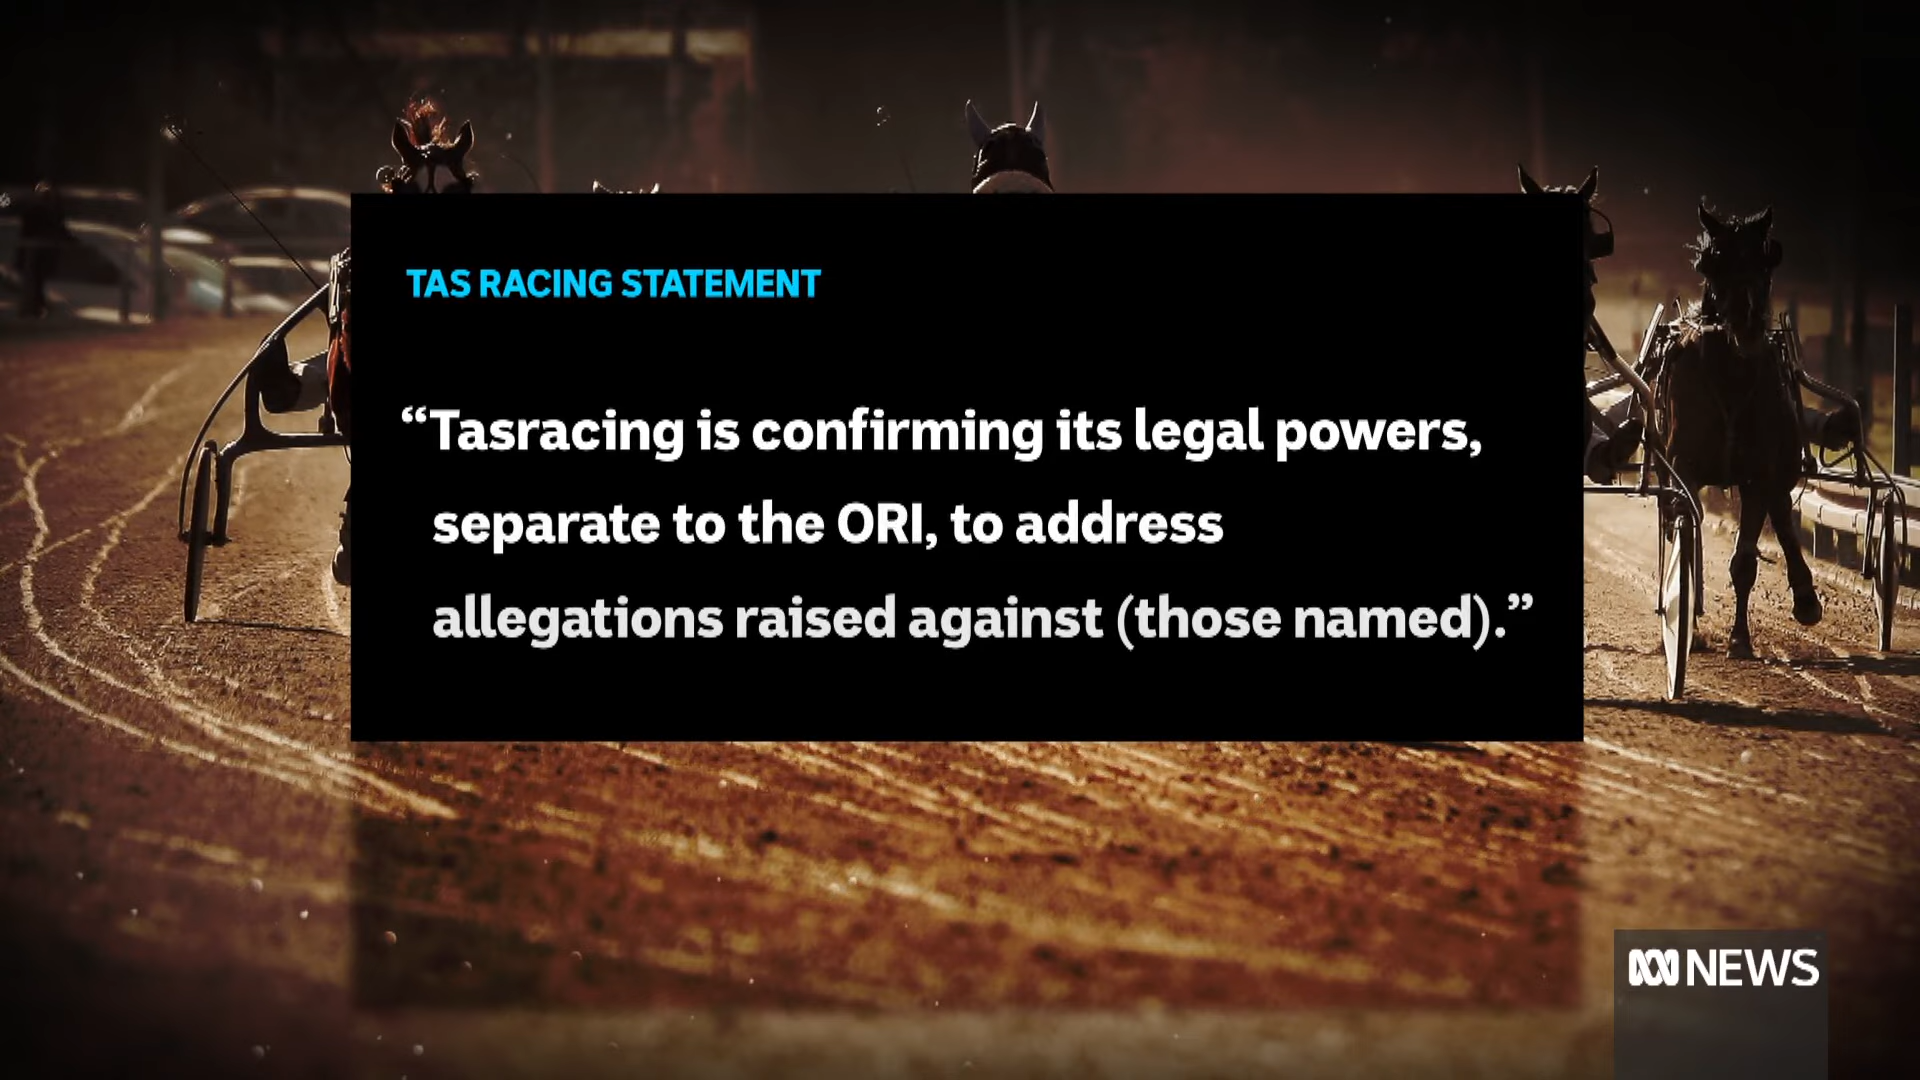 TAS RACING STATEMENT
“Tasracing is confirming its legal powers,
separate to the ORI, to address
allegations raised against (those named).”
NEWS